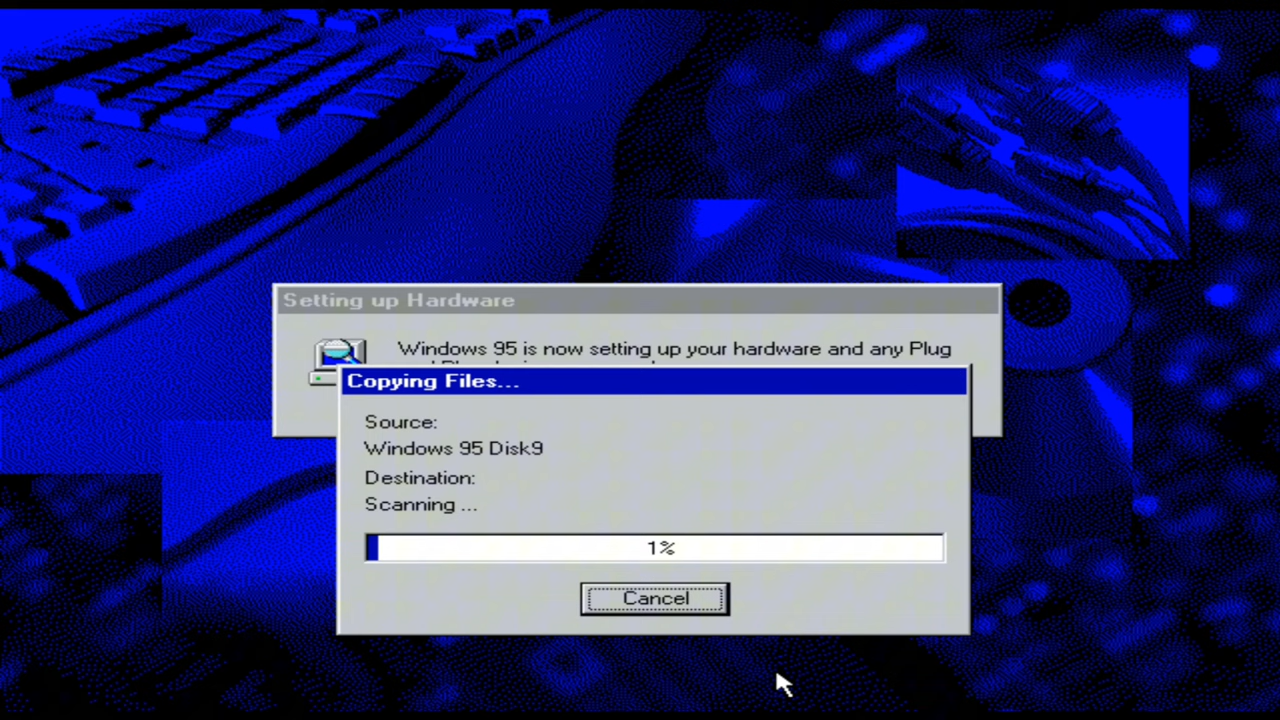 Setting up Hardware
Windows 95 is now setting up your hardware and any Plug
Copying Files...
Source:
Windows 95 Disk9
Destination:
Scanning ...
1%
Cancel